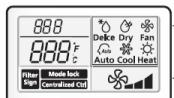 888
888°F
Deice Dry Fan
Auto Cool Heat
Filter Sign
Mode lock
Centralized Ctrl